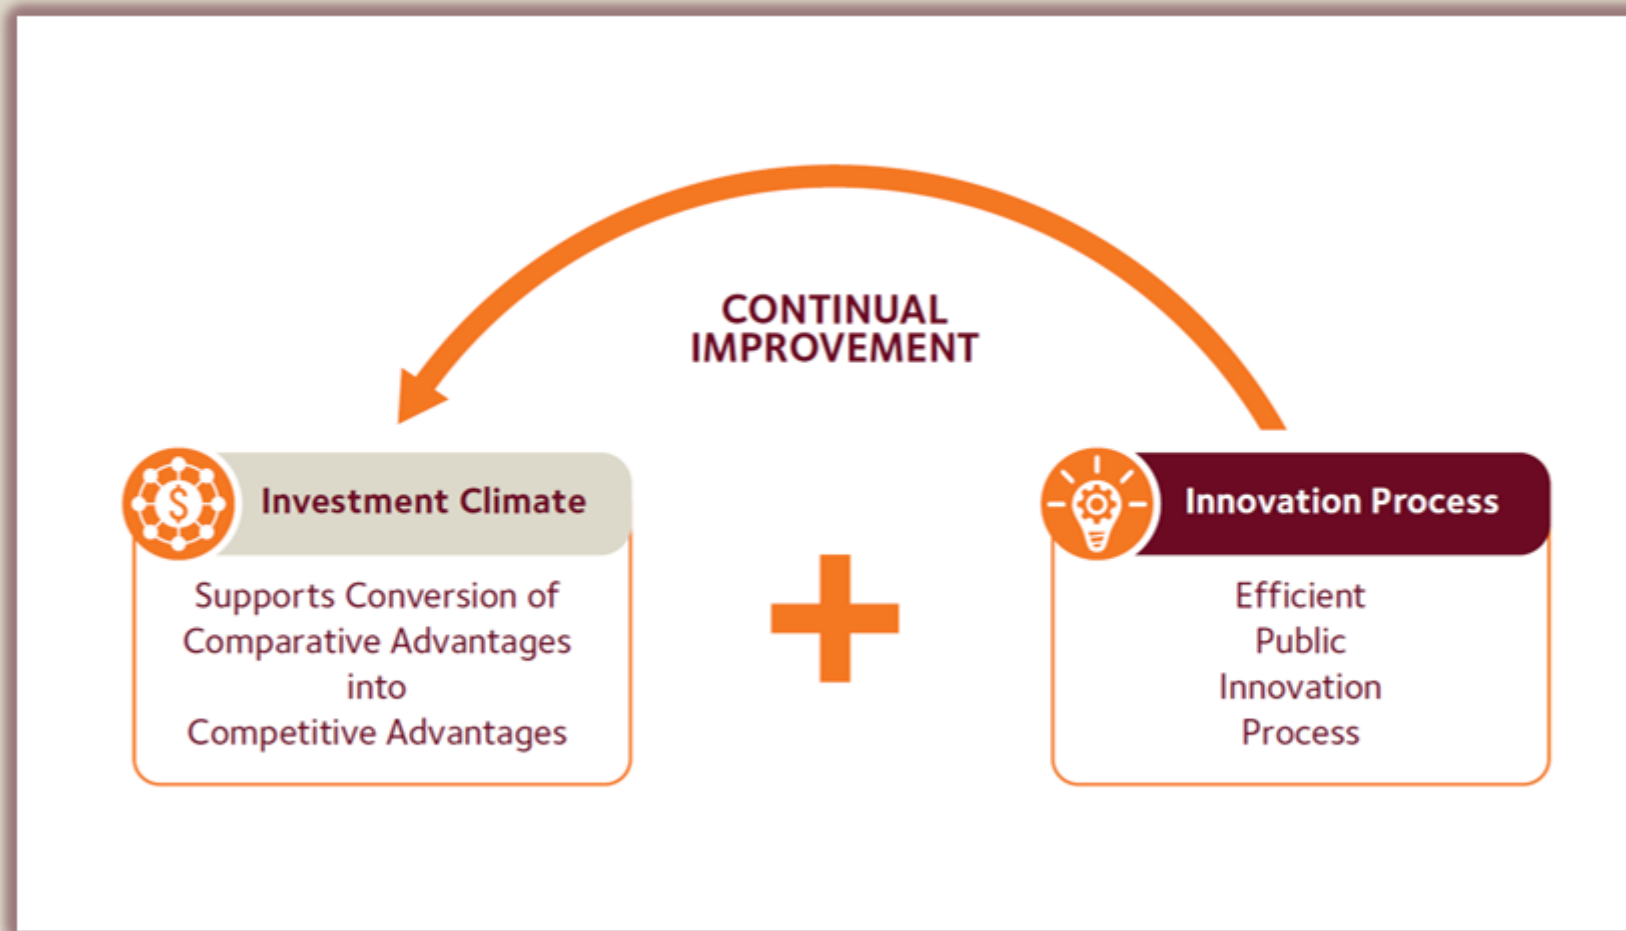 CONTINUAL
IMPROVEMENT
$
Investment Climate
Supports Conversion of
Comparative Advantages
into
Competitive Advantages
Innovation Process
Efficient
Public
Innovation
Process